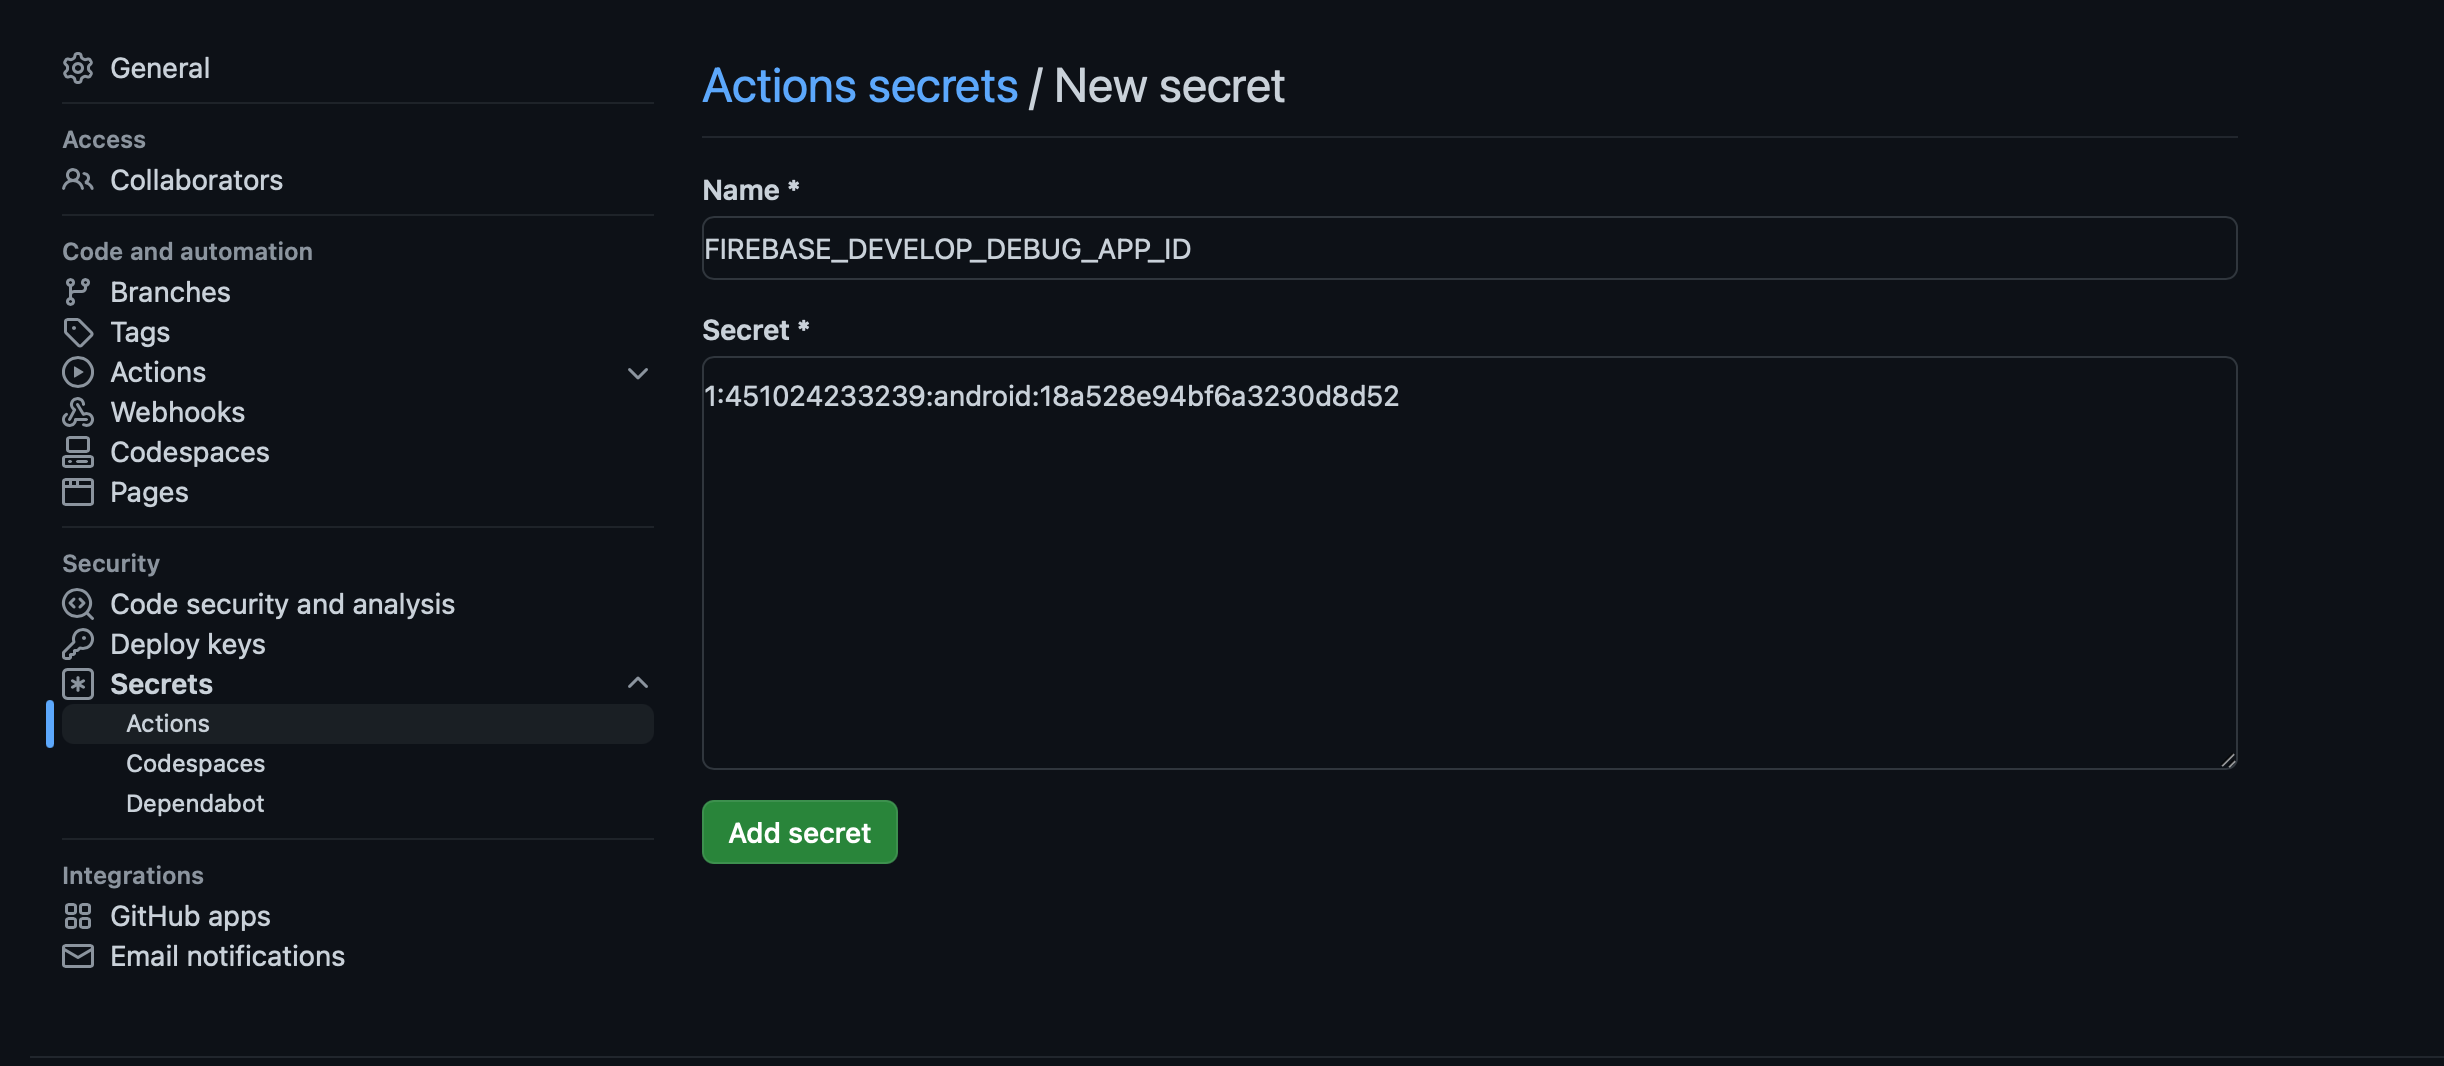 General
Access
Collaborators
Code and automation
Branches
Tags
Actions
Webhooks
Codespaces
Pages
Security
Code security and analysis
Deploy keys
Secrets
Actions
Codespaces
Dependabot
Integrations
GitHub apps
Email notifications
Actions secrets / New secret
Name *
FIREBASE_DEVELOP_DEBUG_APP_ID
Secret *
1:451024233239:android:18a528e94bf6a3230d8d52
Add secret